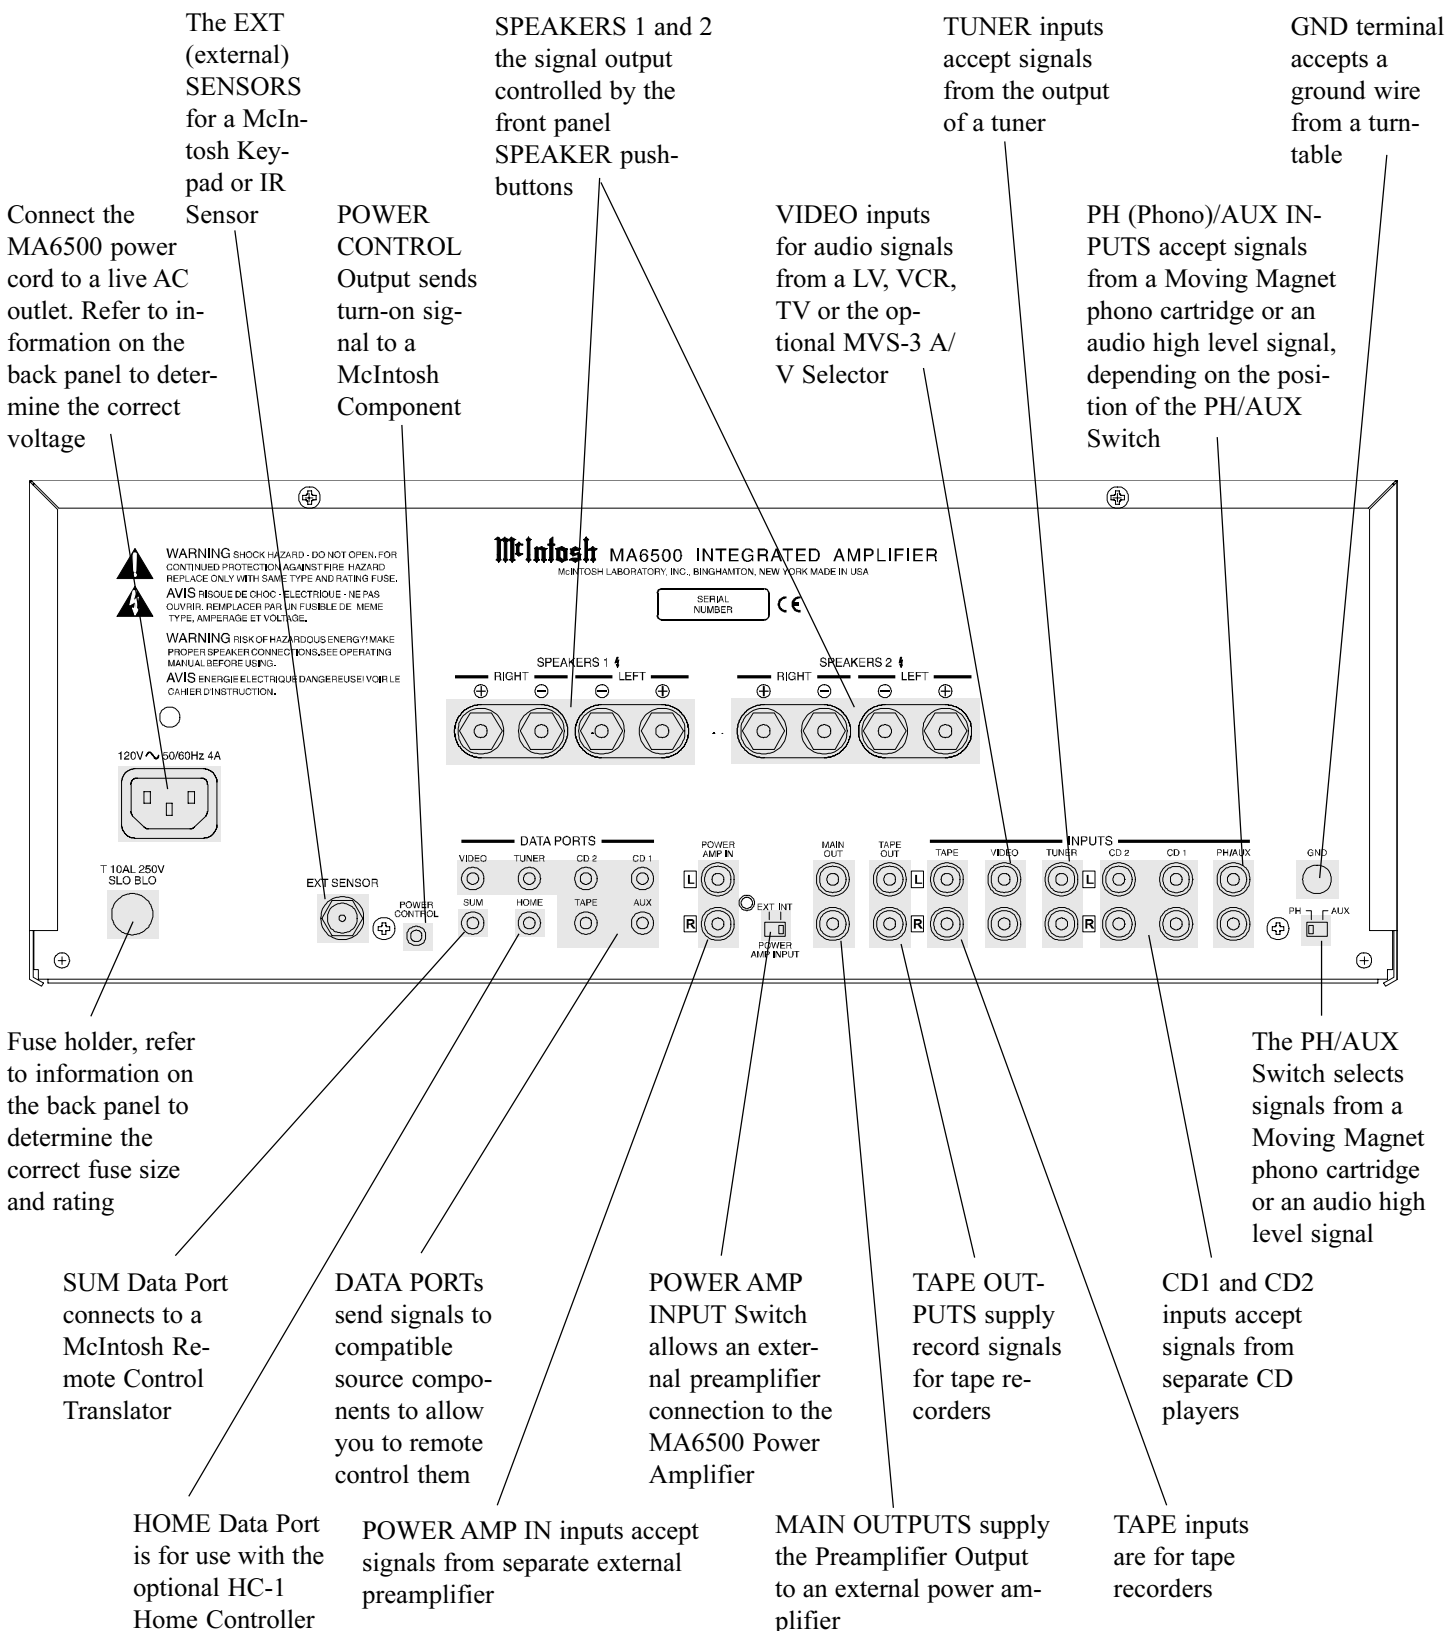 The EXT
(external)
SENSORS
for a McIn-
tosh Key-
pad or IR
Sensor
SPEAKERS 1 and 2
the signal output
controlled by the
front panel
SPEAKER push-
buttons
TUNER inputs
accept signals
from the output
of a tuner
GND terminal
accepts a
ground wire
from a turn-
table
Connect the
MA6500 power
cord to a live AC
outlet. Refer to in-
formation on the
back panel to deter-
mine the correct
voltage
POWER
CONTROL
Output sends
turn-on sig-
nal to a
McIntosh
Component
VIDEO inputs
for audio signals
from a LV, VCR,
TV or the op-
tional MVS-3 A/
V Selector
PH (Phono)/AUX IN-
PUTS accept signals
from a Moving Magnet
phono cartridge or an
audio high level signal,
depending on the posi-
tion of the PH/AUX
Switch
WARNING SHOCK HAZARD - DO NOT OPEN. FOR
CONTINUED PROTECTION AGAINST FIRE HAZARD
REPLACE ONLY WITH SAME TYPE AND RATING FUSE.
AVIS RISQUE DE CHOC - ELECTRIQUE - NE PAS
OUVRIR. REMPLACER PAR UN FUSIBLE DE MEME
TYPE, AMPERAGE ET VOLTAGE.
WARNING RISK OF HAZARDOUS ENERGY! MAKE
PROPER SPEAKER CONNECTIONS. SEE OPERATING
MANUAL BEFORE USING.
AVIS ENERGIE ELECTRIQUE DANGEREUSE! VOIR LE
CAHIER D'INSTRUCTION.
McIntosh MA6500 INTEGRATED AMPLIFIER
McINTOSH LABORATORY, INC., BINGHAMTON, NEW YORK MADE IN USA
SERIAL
NUMBER
CE
SPEAKERS 1
RIGHT LEFT
+ − − +
SPEAKERS 2
RIGHT LEFT
+ − − +
120V ~ 50/60Hz 4A
T 10AL 250V
SLO BLO
EXT SENSOR
POWER
CONTROL
DATA PORTS
VIDEO TUNER CD 2 CD 1
SUM HOME TAPE AUX
POWER
AMP IN
L
R
EXT INT
POWER
AMP INPUT
MAIN
OUT
TAPE
OUT
L
R
INPUTS
TAPE VIDEO TUNER CD 2 CD 1 PH/AUX
L
R
GND
PH AUX
Fuse holder, refer
to information on
the back panel to
determine the
correct fuse size
and rating
The PH/AUX
Switch selects
signals from a
Moving Magnet
phono cartridge
or an audio high
level signal
SUM Data Port
connects to a
McIntosh Re-
mote Control
Translator
DATA PORTs
send signals to
compatible
source compo-
nents to allow
you to remote
control them
POWER AMP
INPUT Switch
allows an exter-
nal preamplifier
connection to the
MA6500 Power
Amplifier
TAPE OUT-
PUTS supply
record signals
for tape re-
corders
CD1 and CD2
inputs accept
signals from
separate CD
players
HOME Data Port
is for use with the
optional HC-1
Home Controller
POWER AMP IN inputs accept
signals from separate external
preamplifier
MAIN OUTPUTS supply
the Preamplifier Output
to an external power am-
plifier
TAPE inputs
are for tape
recorders